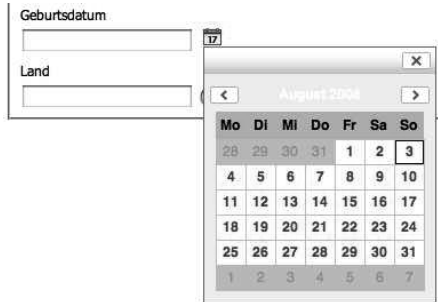 Geburtsdatum
17
Land
August 2008
Mo Di Mi Do Fr Sa So
28 29 30 31 1 2 3
4 5 6 7 8 9 10
11 12 13 14 15 16 17
18 19 20 21 22 23 24
25 26 27 28 29 30 31
1 2 3 4 5 6 7